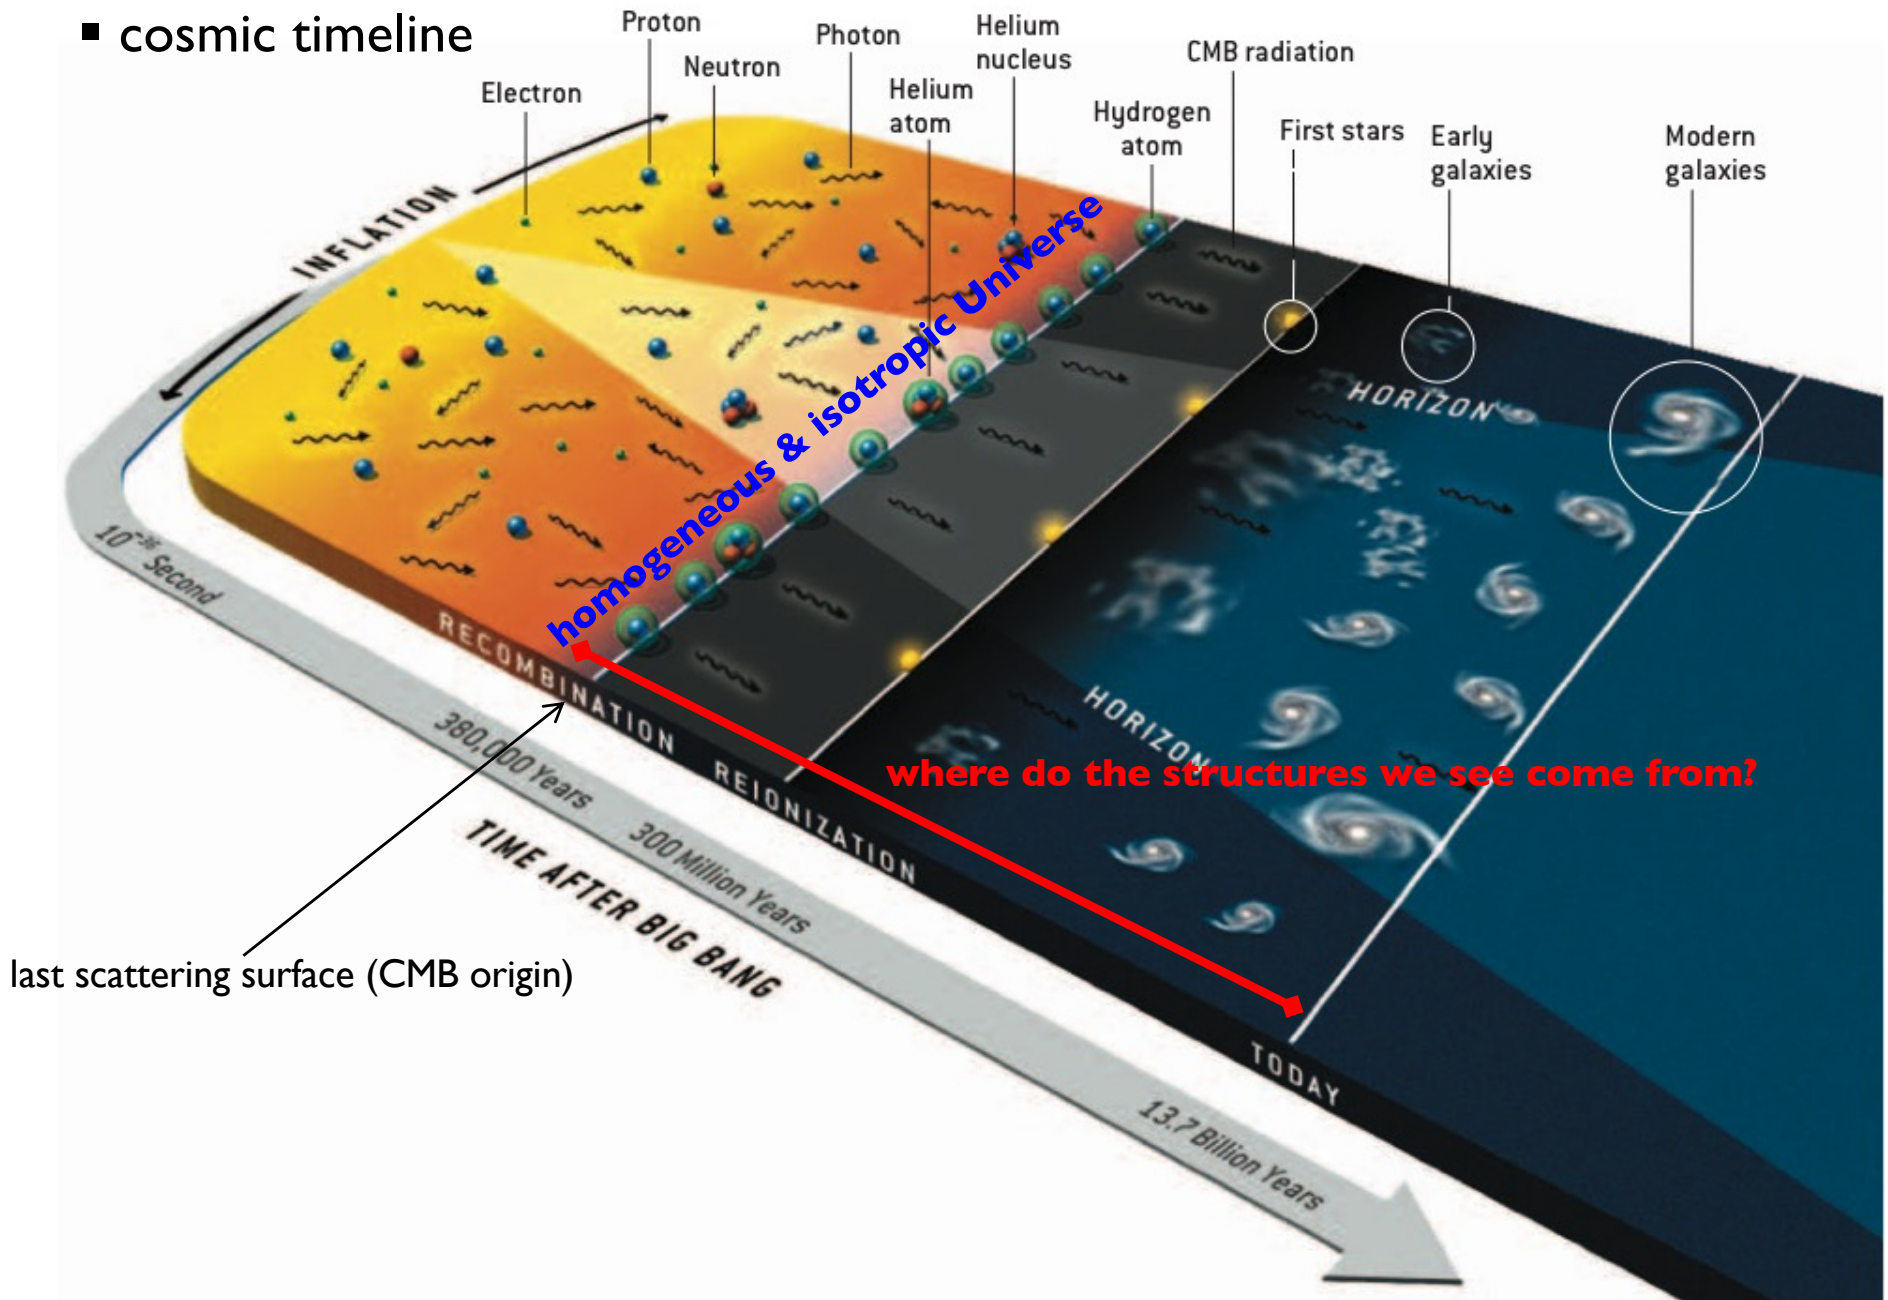 ▪ cosmic timeline
Proton
Photon
Helium
nucleus
CMB radiation
Neutron
Electron
Helium
atom
Hydrogen
atom
First stars
Early
galaxies
Modern
galaxies
INFLATION
homogeneous & isotropic Universe
HORIZON
10⁻³⁶ Second
RECOMBINATION
HORIZON
380,000 Years
REIONIZATION
where do the structures we see come from?
300 Million Years
TIME AFTER BIG BANG
last scattering surface (CMB origin)
TODAY
13.7 Billion Years